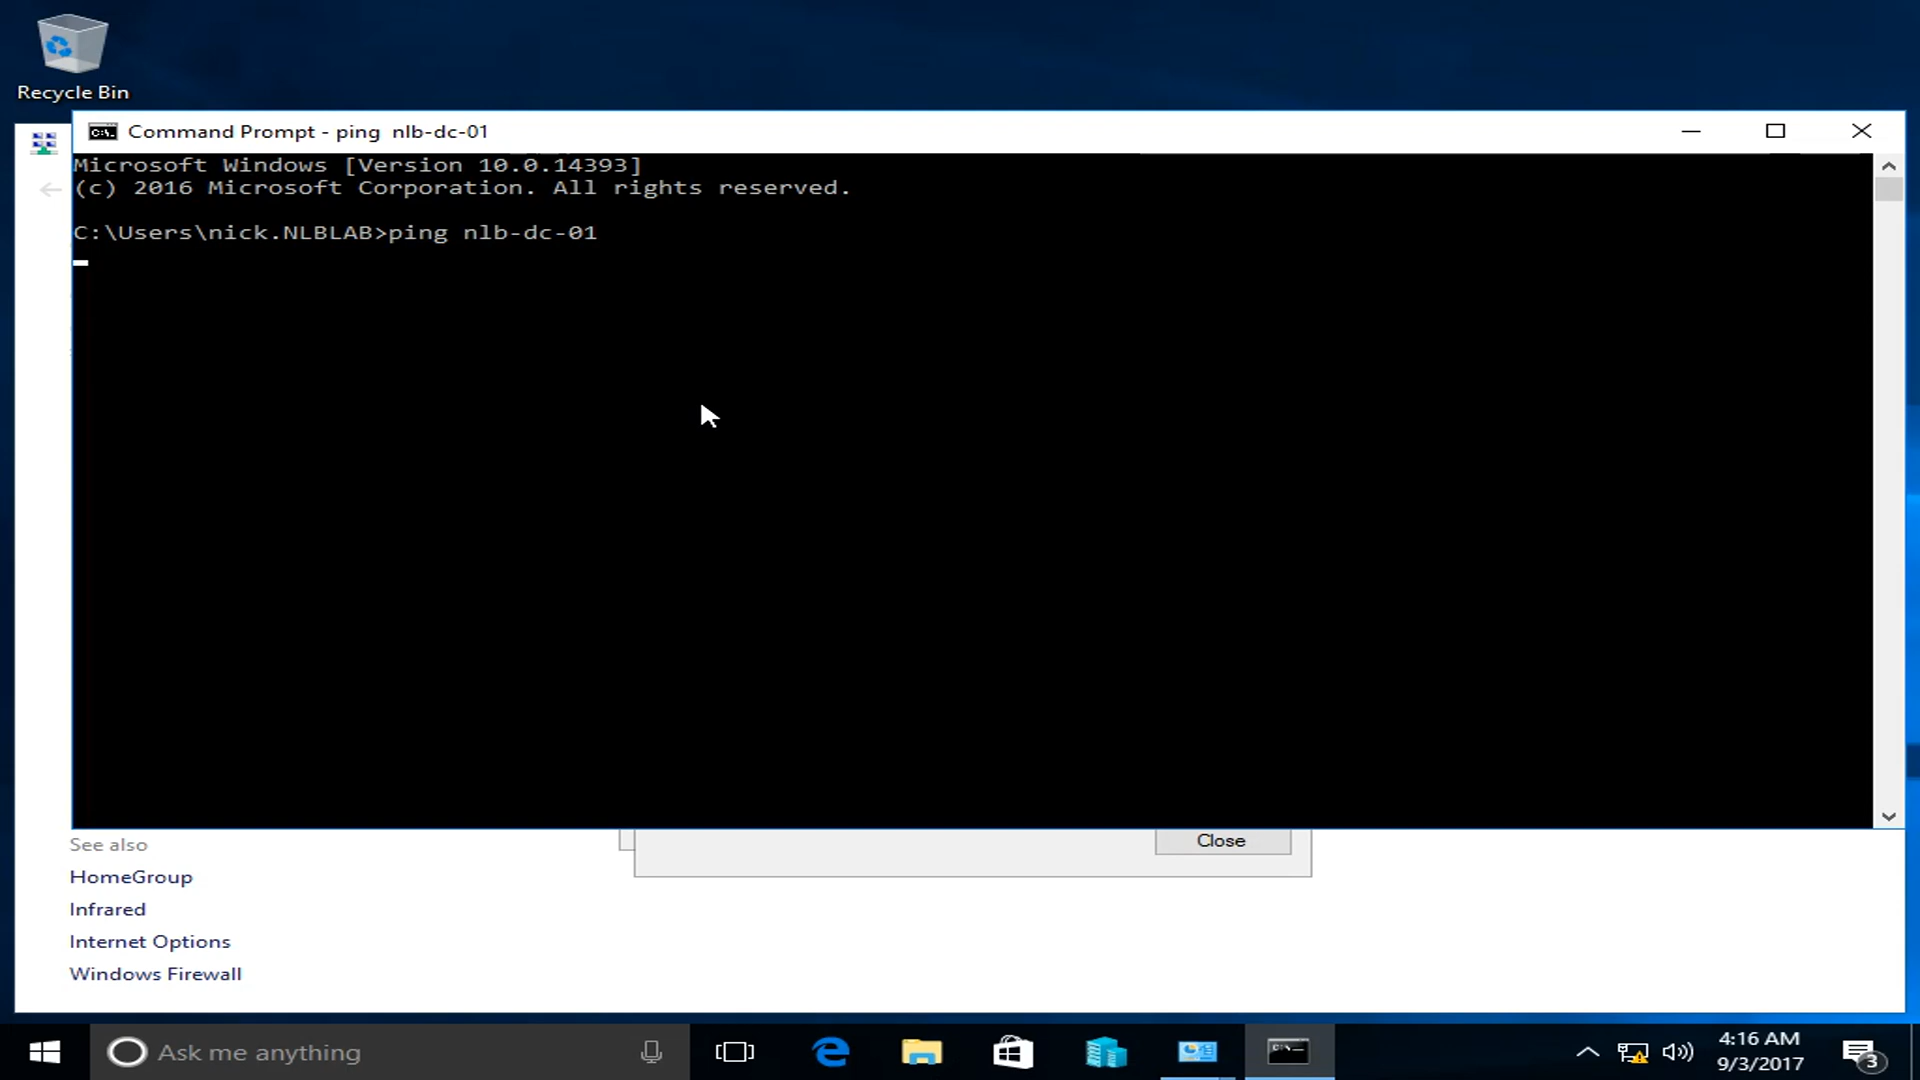 Recycle Bin
Command Prompt - ping  nlb-dc-01
Microsoft Windows [Version 10.0.14393]
(c) 2016 Microsoft Corporation. All rights reserved.
C:\Users\nick.NLBLAB>ping nlb-dc-01
Close
See also
HomeGroup
Infrared
Internet Options
Windows Firewall
Ask me anything
4:16 AM
9/3/2017
3